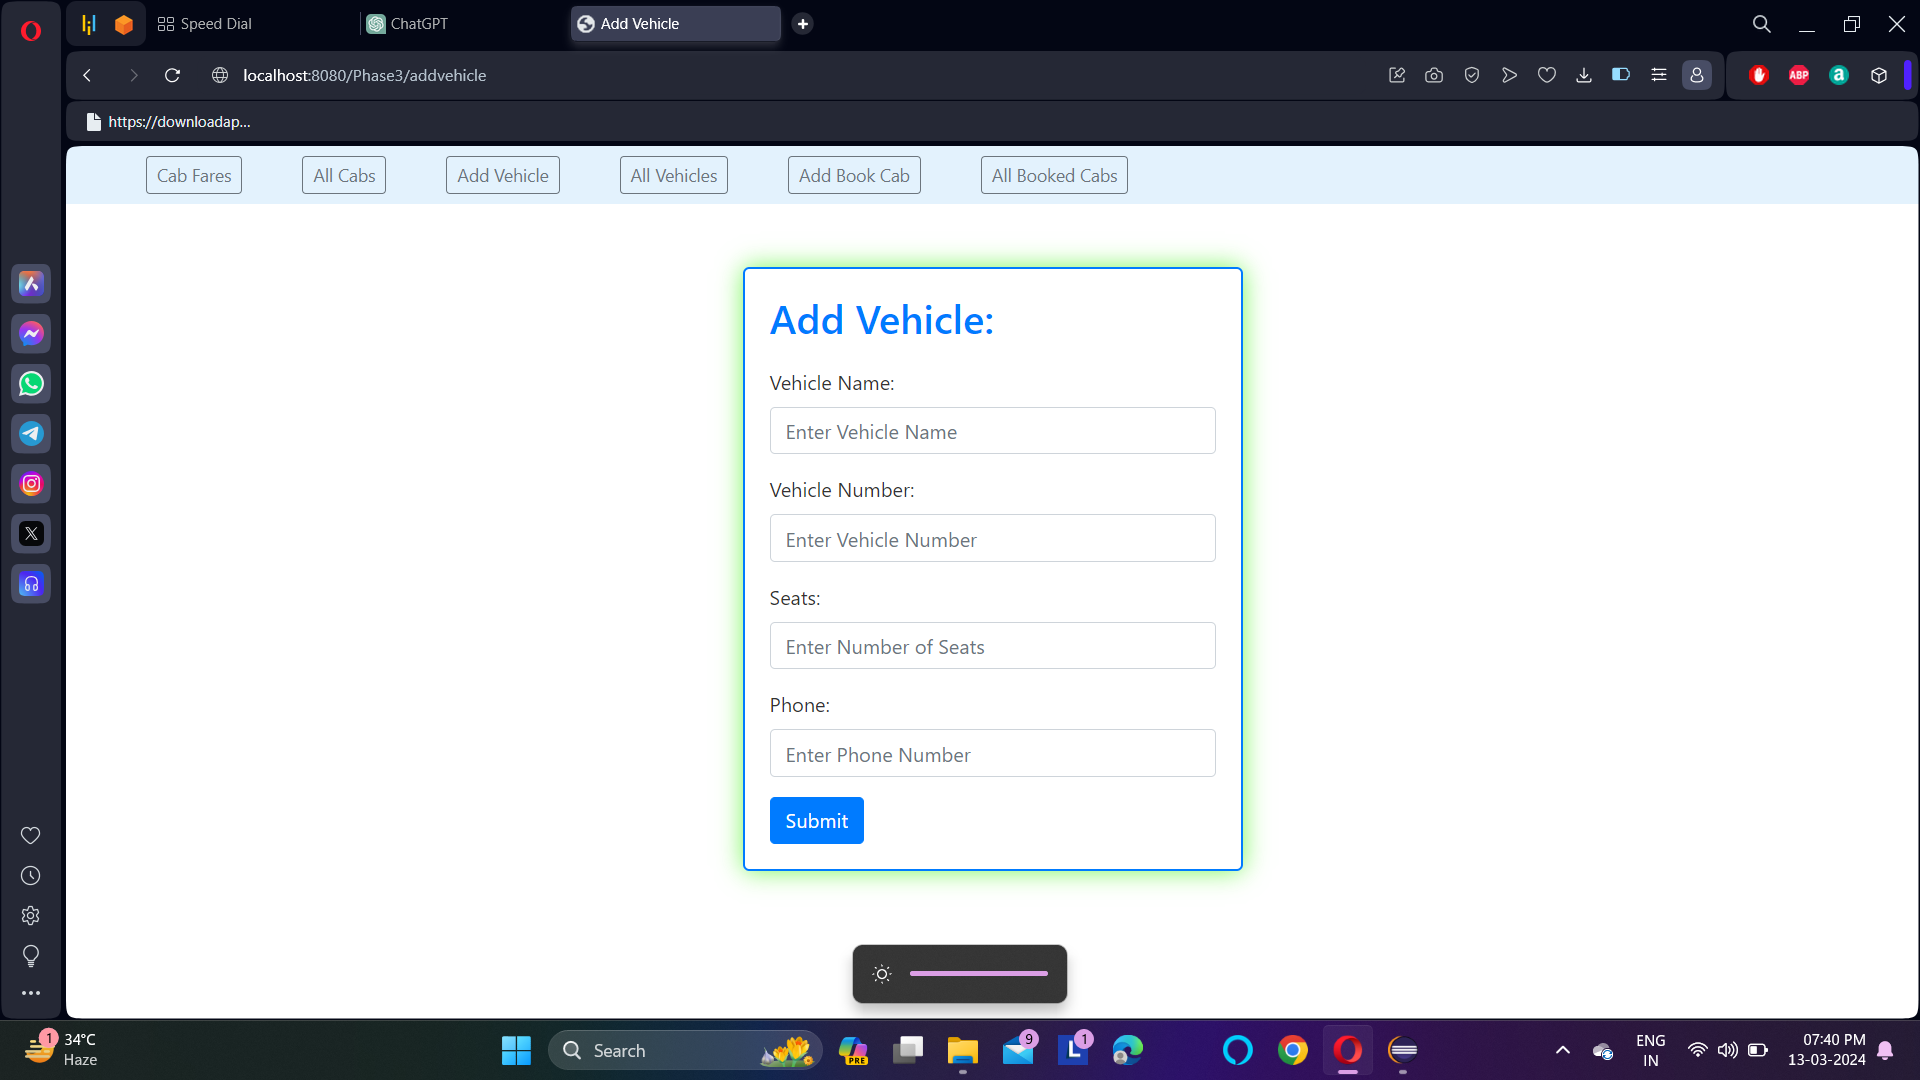 Speed Dial
ChatGPT
Add Vehicle
localhost:8080/Phase3/addvehicle
ABP
a
https://downloadap...
Cab Fares
All Cabs
Add Vehicle
All Vehicles
Add Book Cab
All Booked Cabs
Add Vehicle:
Vehicle Name:
Enter Vehicle Name
Vehicle Number:
Enter Vehicle Number
Seats:
Enter Number of Seats
Phone:
Enter Phone Number
Submit
1
34°C
Haze
Search
PRE
9
L
1
ENG
IN
07:40 PM
13-03-2024